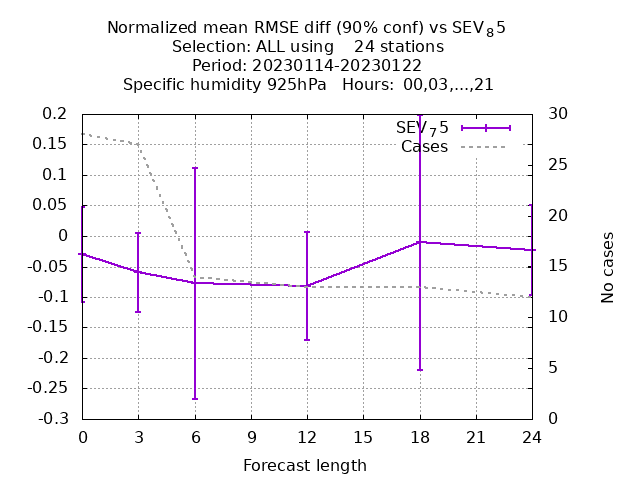 Normalized mean RMSE diff (90% conf) vs SEV₈5
Selection: ALL using    24 stations
Period: 20230114-20230122
Specific humidity 925hPa   Hours:  00,03,...,21
0.2
0.15
0.1
0.05
0
-0.05
-0.1
-0.15
-0.2
-0.25
-0.3
SEV₇5
Cases
30
25
20
15
10
5
0
No cases
0 3 6 9 12 15 18 21 24
Forecast length